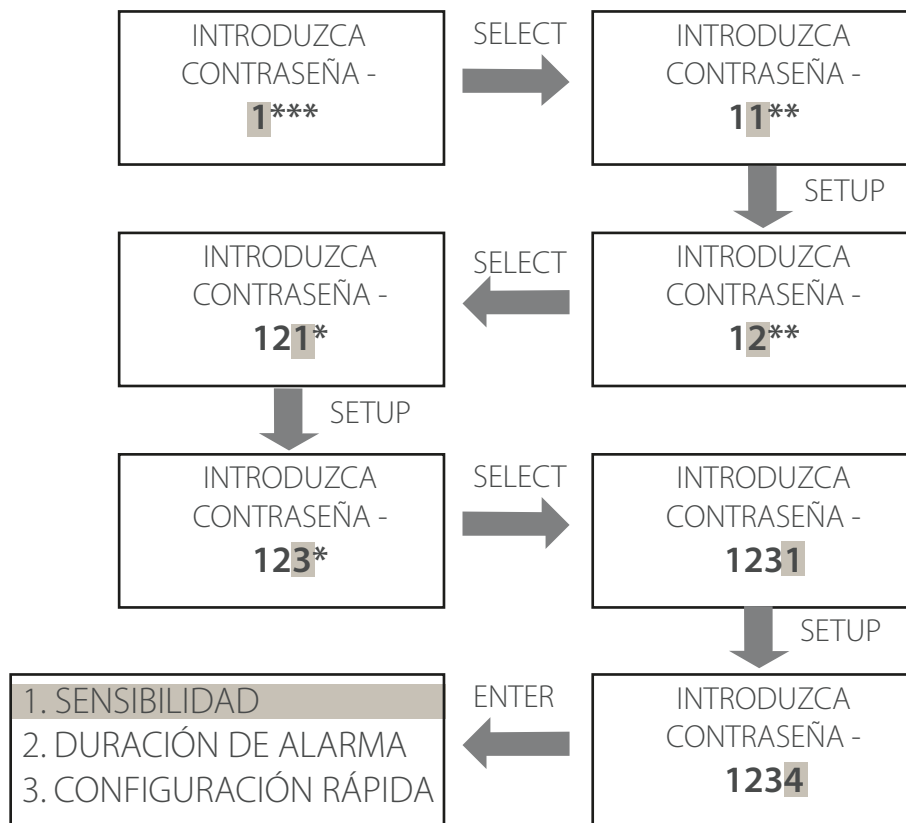 INTRODUZCA
CONTRASEÑA -
1***
SELECT
INTRODUZCA
CONTRASEÑA -
11**
SETUP
INTRODUZCA
CONTRASEÑA -
12**
SELECT
INTRODUZCA
CONTRASEÑA -
121*
SETUP
INTRODUZCA
CONTRASEÑA -
123*
SELECT
INTRODUZCA
CONTRASEÑA -
1231
SETUP
INTRODUZCA
CONTRASEÑA -
1234
ENTER
1. SENSIBILIDAD
2. DURACIÓN DE ALARMA
3. CONFIGURACIÓN RÁPIDA